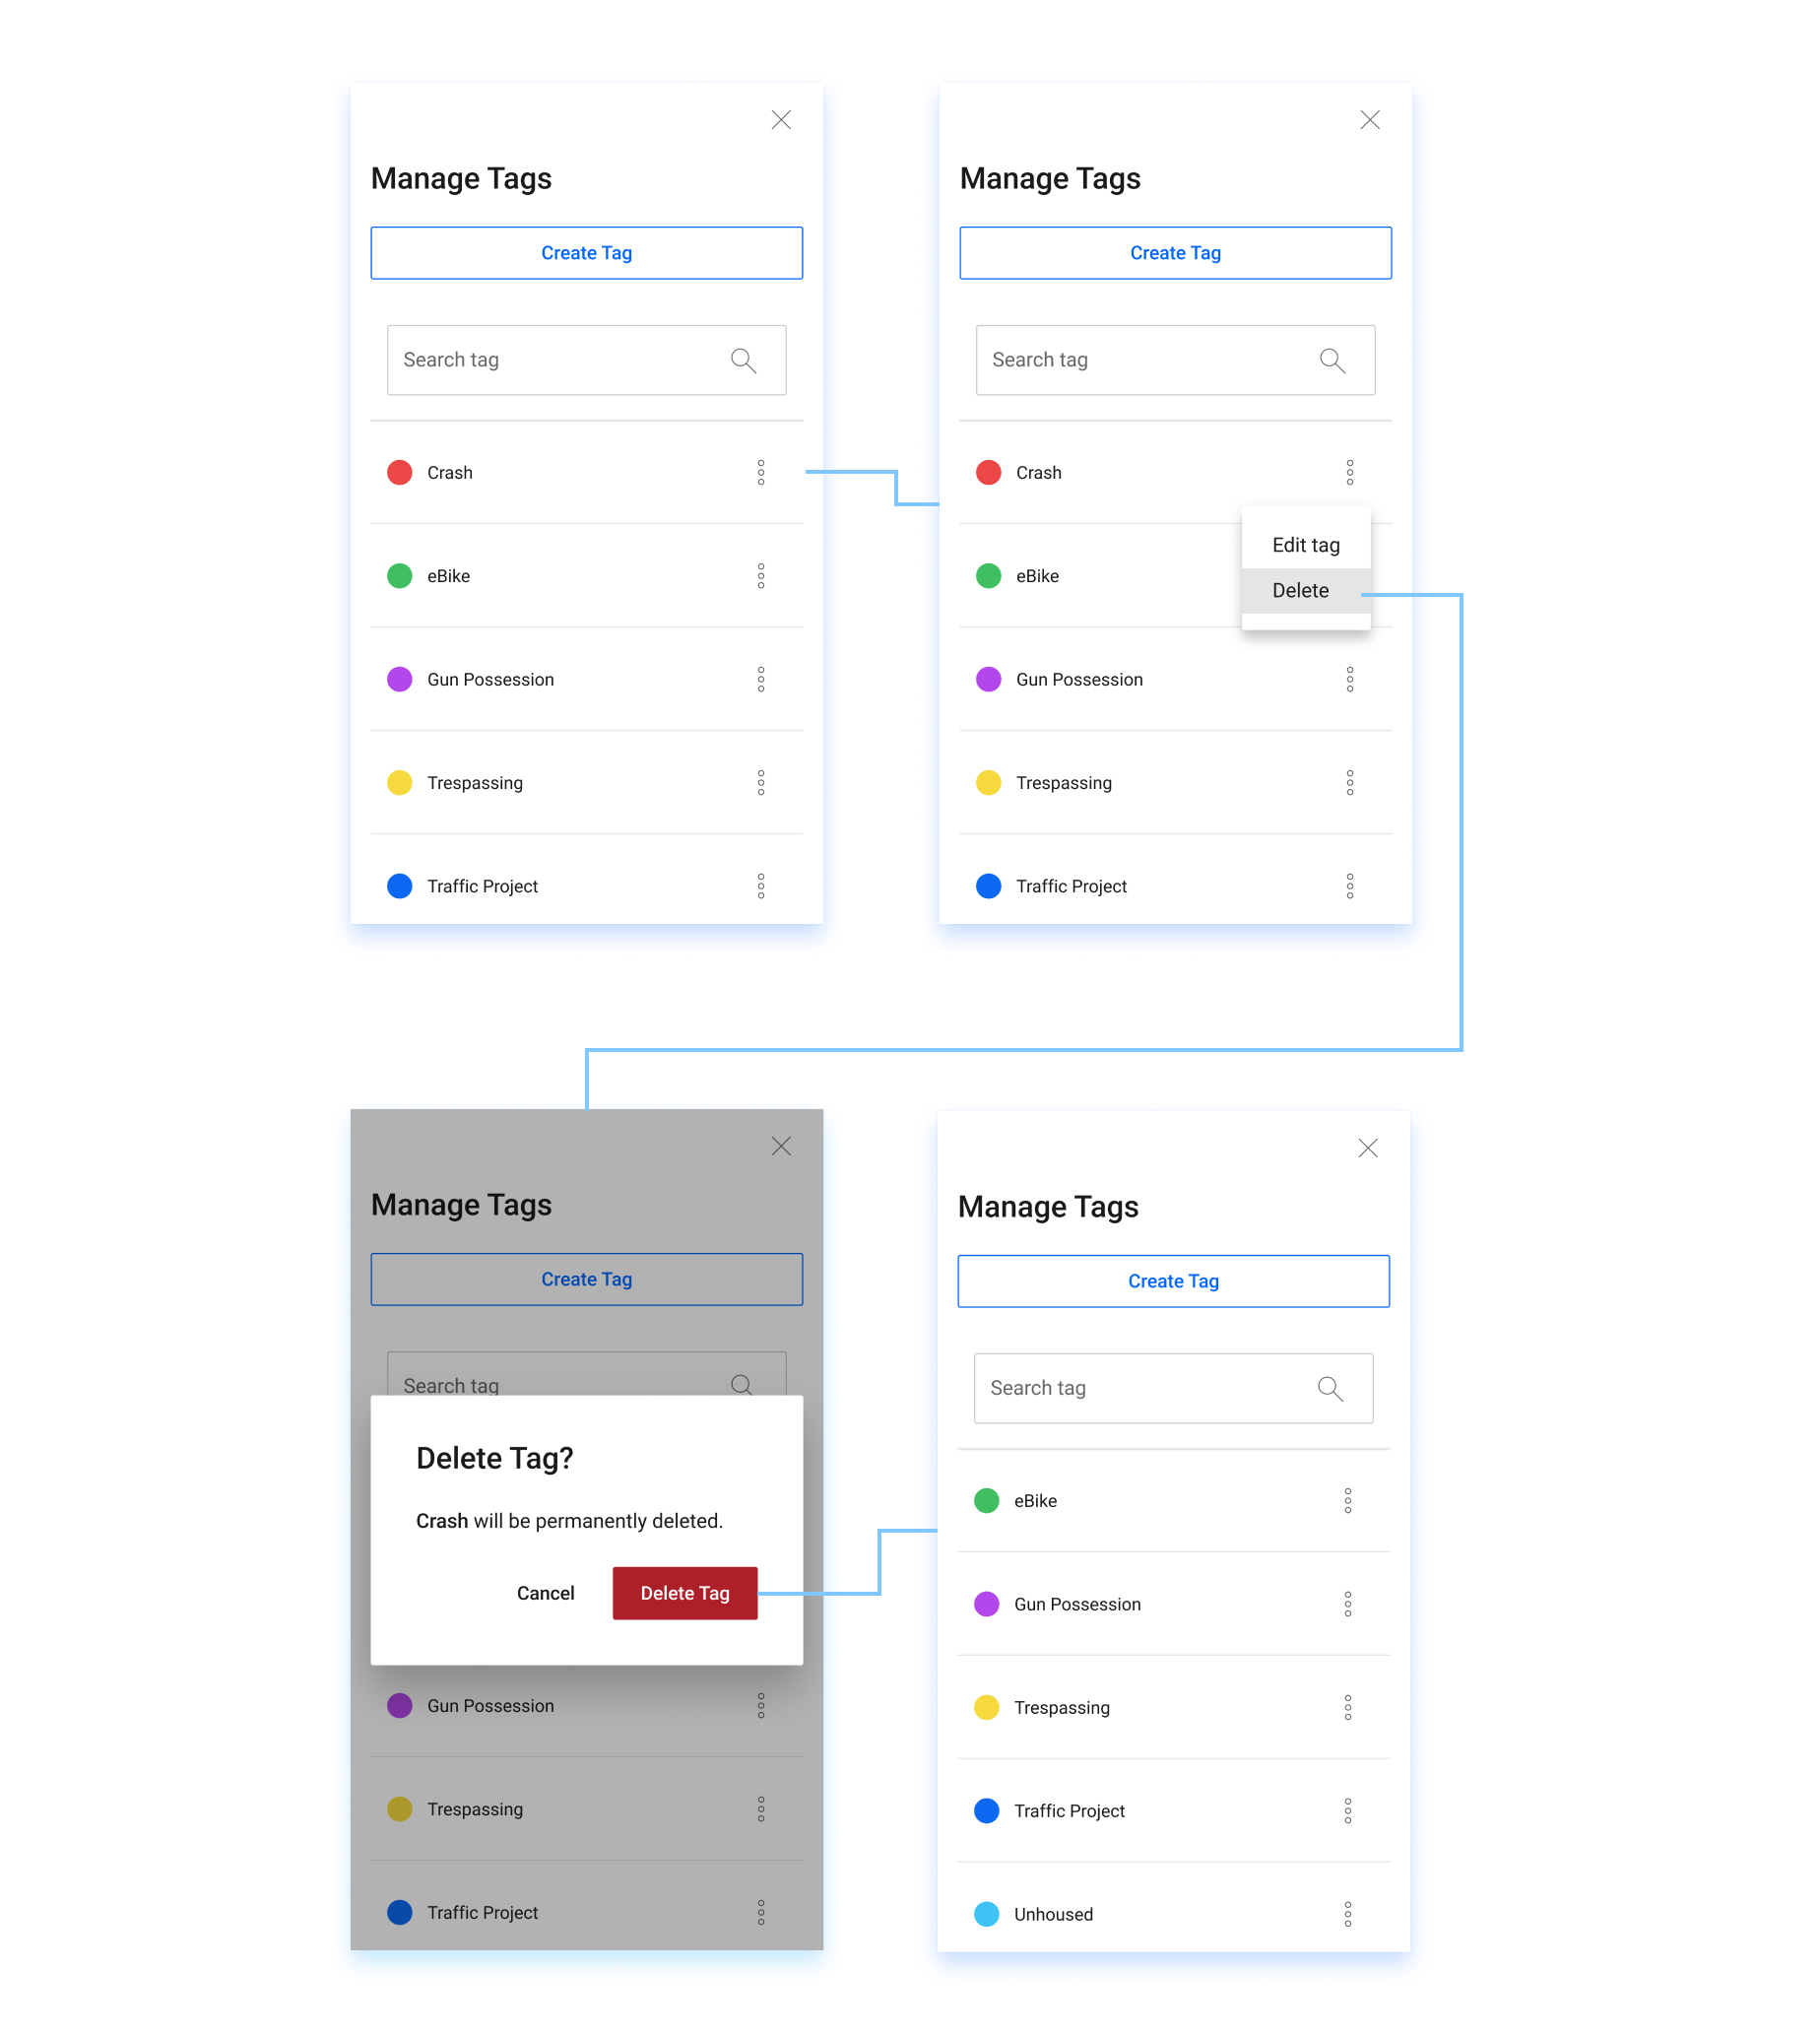 Manage Tags
Create Tag
Search tag
Crash
eBike
Gun Possession
Trespassing
Traffic Project
Manage Tags
Create Tag
Search tag
Crash
Edit tag
eBike
Delete
Gun Possession
Trespassing
Traffic Project
Manage Tags
Create Tag
Search tag
Delete Tag?
Crash will be permanently deleted.
Cancel Delete Tag
Gun Possession
Trespassing
Traffic Project
Manage Tags
Create Tag
Search tag
eBike
Gun Possession
Trespassing
Traffic Project
Unhoused